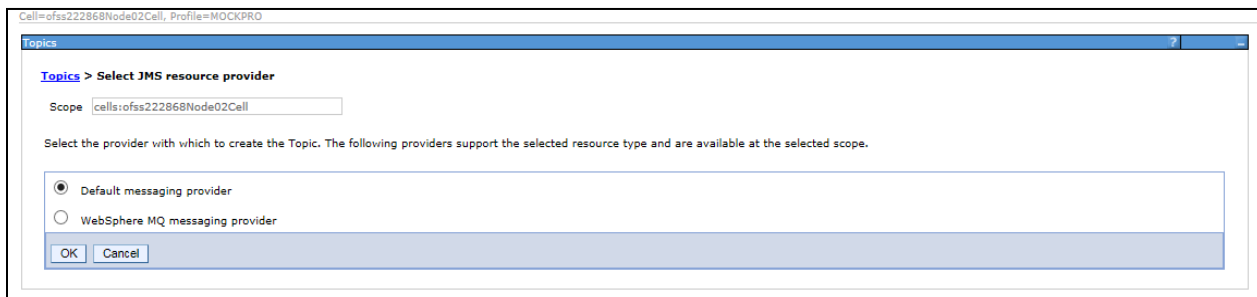 Cell=ofss222868Node02Cell, Profile=MOCKPRO
Topics ? -
Topics > Select JMS resource provider
Scope cells:ofss222868Node02Cell
Select the provider with which to create the Topic. The following providers support the selected resource type and are available at the selected scope.
Default messaging provider
WebSphere MQ messaging provider
OK Cancel